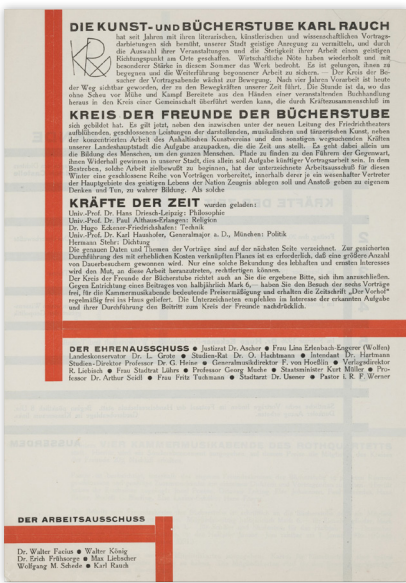 DIE KUNST- UND BÜCHERSTUBE KARL RAUCH
hat seit Jahren mit ihren literarischen, künstlerischen und wissenschaftlichen Vortrags-
darbietungen sich bemüht, unserer Stadt geistige Anregung zu vermitteln, und durch
die Auswahl ihrer Veranstaltungen und die Stetigkeit ihrer Arbeit einen geistigen
Richtungspunkt am Orte geschaffen. Wirtschaftliche Nöte haben wiederholt und mit
besonderer Stärke in diesem Sommer das Werk bedroht. Es ist gelungen, ihnen zu
begegnen und die Weiterführung begonnener Arbeit zu sichern. — Der Kreis der Be-
sucher der Vortragsabende wächst zur Bewegung. Nach vier Jahren Vorarbeit ist heute
der Weg sichtbar geworden, der zu den Bewegkräften unserer Zeit führt. Die Stunde ist da, wo das
ohne Scheu vor Mühe und Kampf Bereitete aus den Händen einer veranstaltenden Buchhandlung
heraus in den Kreis einer Gemeinschaft überführt werden kann, die durch Kräftezusammenschluß im
KREIS DER FREUNDE DER BÜCHERSTUBE
sich gebildet hat. Es gilt jetzt, neben den inzwischen unter der neuen Leitung des Friedrichtheaters
aufblühenden, geschlossenen Leistungen der darstellenden, musikalischen und tänzerischen Kunst, neben
der konzentrierten Arbeit des Anhaltischen Kunstvereins und den sonstigen wegsuchenden Kräften
unserer Landeshauptstadt die Aufgabe anzupacken, die die Zeit uns stellt. Es geht dabei allein um
die Bildung des Menschen, um den ganzen Menschen. Pfade zu finden zu den Führern der Gegenwart,
ihnen Widerhall gewinnen in unserer Stadt, dies allein soll Aufgabe künftiger Vortragsarbeit sein. In dem
Bestreben, solche Arbeit zielbewußt zu beginnen, hat der unterzeichnete Arbeitsausschuß für diesen
Winter eine geschlossene Reihe von Vorträgen vorbereitet, innerhalb derer je ein wesenhafter Vertreter
der Hauptgebiete des geistigen Lebens der Nation Zeugnis ablegen soll und Anstoß geben zu eigenem
Denken und Tun, zu wahrer Bildung. Als solche
KRÄFTE DER ZEIT wurden geladen:
Univ.-Prof. Dr. Hans Driesch-Leipzig: Philosophie
Univ.-Prof. Dr. Paul Althaus-Erlangen: Religion
Dr. Hugo Eckener-Friedrichshafen: Technik
Univ.-Prof. Dr. Karl Haushofer, Generalmajor a. D., München: Politik
Hermann Stehr: Dichtung
Die genauen Daten und Themen der Vorträge sind auf der nächsten Seite verzeichnet. Zur gesicherten
Durchführung des mit erheblichen Kosten verknüpften Planes ist es erforderlich, daß eine größere Anzahl
von Dauerbesuchern gewonnen wird. Nur eine solche Bekundung des lebhaften und ernsten Interesses
wird den Mut, an diese Arbeit heranzutreten, rechtfertigen können.
Der Kreis der Freunde der Bücherstube richtet auch an Sie die ergebene Bitte, sich ihm anzuschließen.
Gegen Entrichtung eines Beitrages von halbjährlich Mark 6,— haben Sie den Besuch der sechs Vorträge
frei, für die Kammermusikabende bedeutende Preisermäßigung und erhalten die Zeitschrift „Der Vorhof“
regelmäßig frei ins Haus geliefert. Die Unterzeichneten empfehlen im Interesse der erkannten Aufgabe
und ihrer Durchführung den Beitritt zum Kreis der Freunde nachdrücklich.
DER EHRENAUSSCHUSS ● Justizrat Dr. Ascher ● Frau Lina Erlenbach-Engerer (Wolfen)
Landeskonservator Dr. L. Grote ● Studien-Rat Dr. O. Hachtmann ● Intendant Dr. Hartmann
Studien-Direktor Professor Dr. G. Heine ● Generalmusikdirektor F. von Hoeßlin ● Verlagsdirektor
R. Liebisch ● Frau Stadtrat Lührs ● Professor Georg Muche ● Staatsminister Kurt Müller ● Pro-
fessor Dr. Arthur Seidl ● Frau Fritz Tuchmann ● Stadtarzt Dr. Usener ● Pastor i. R. F. Werner
DER ARBEITSAUSSCHUSS
Dr. Walter Facius ● Walter König
Dr. Erich Frühsorge ● Max Liebscher
Wolfgang M. Schede ● Karl Rauch